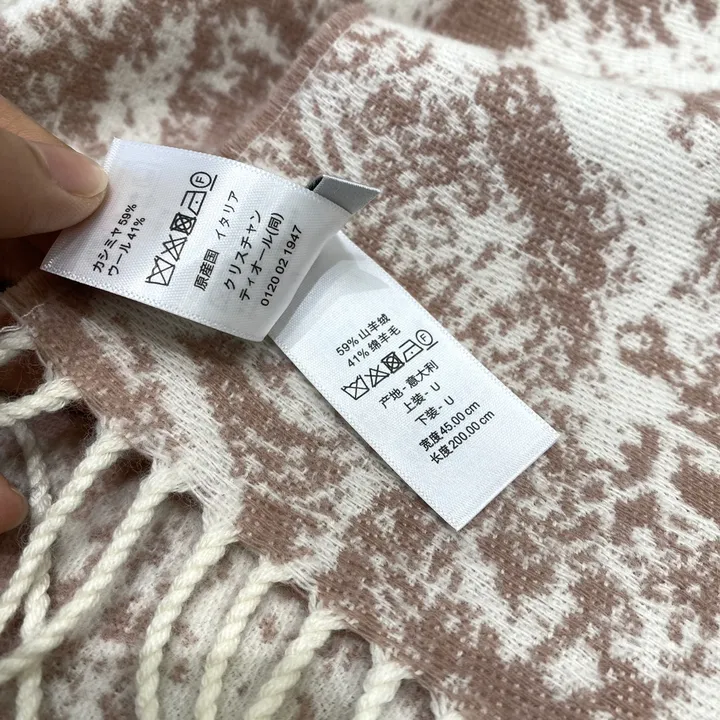 カシミヤ 59%
ウール 41%
原産国 イタリア
クリスチャン
ディオール(同)
0120 02 1947
59% 山羊绒
41% 绵羊毛
产地 - 意大利
上装 - U
下装 - U
宽度 45.00 cm
长度 200.00 cm